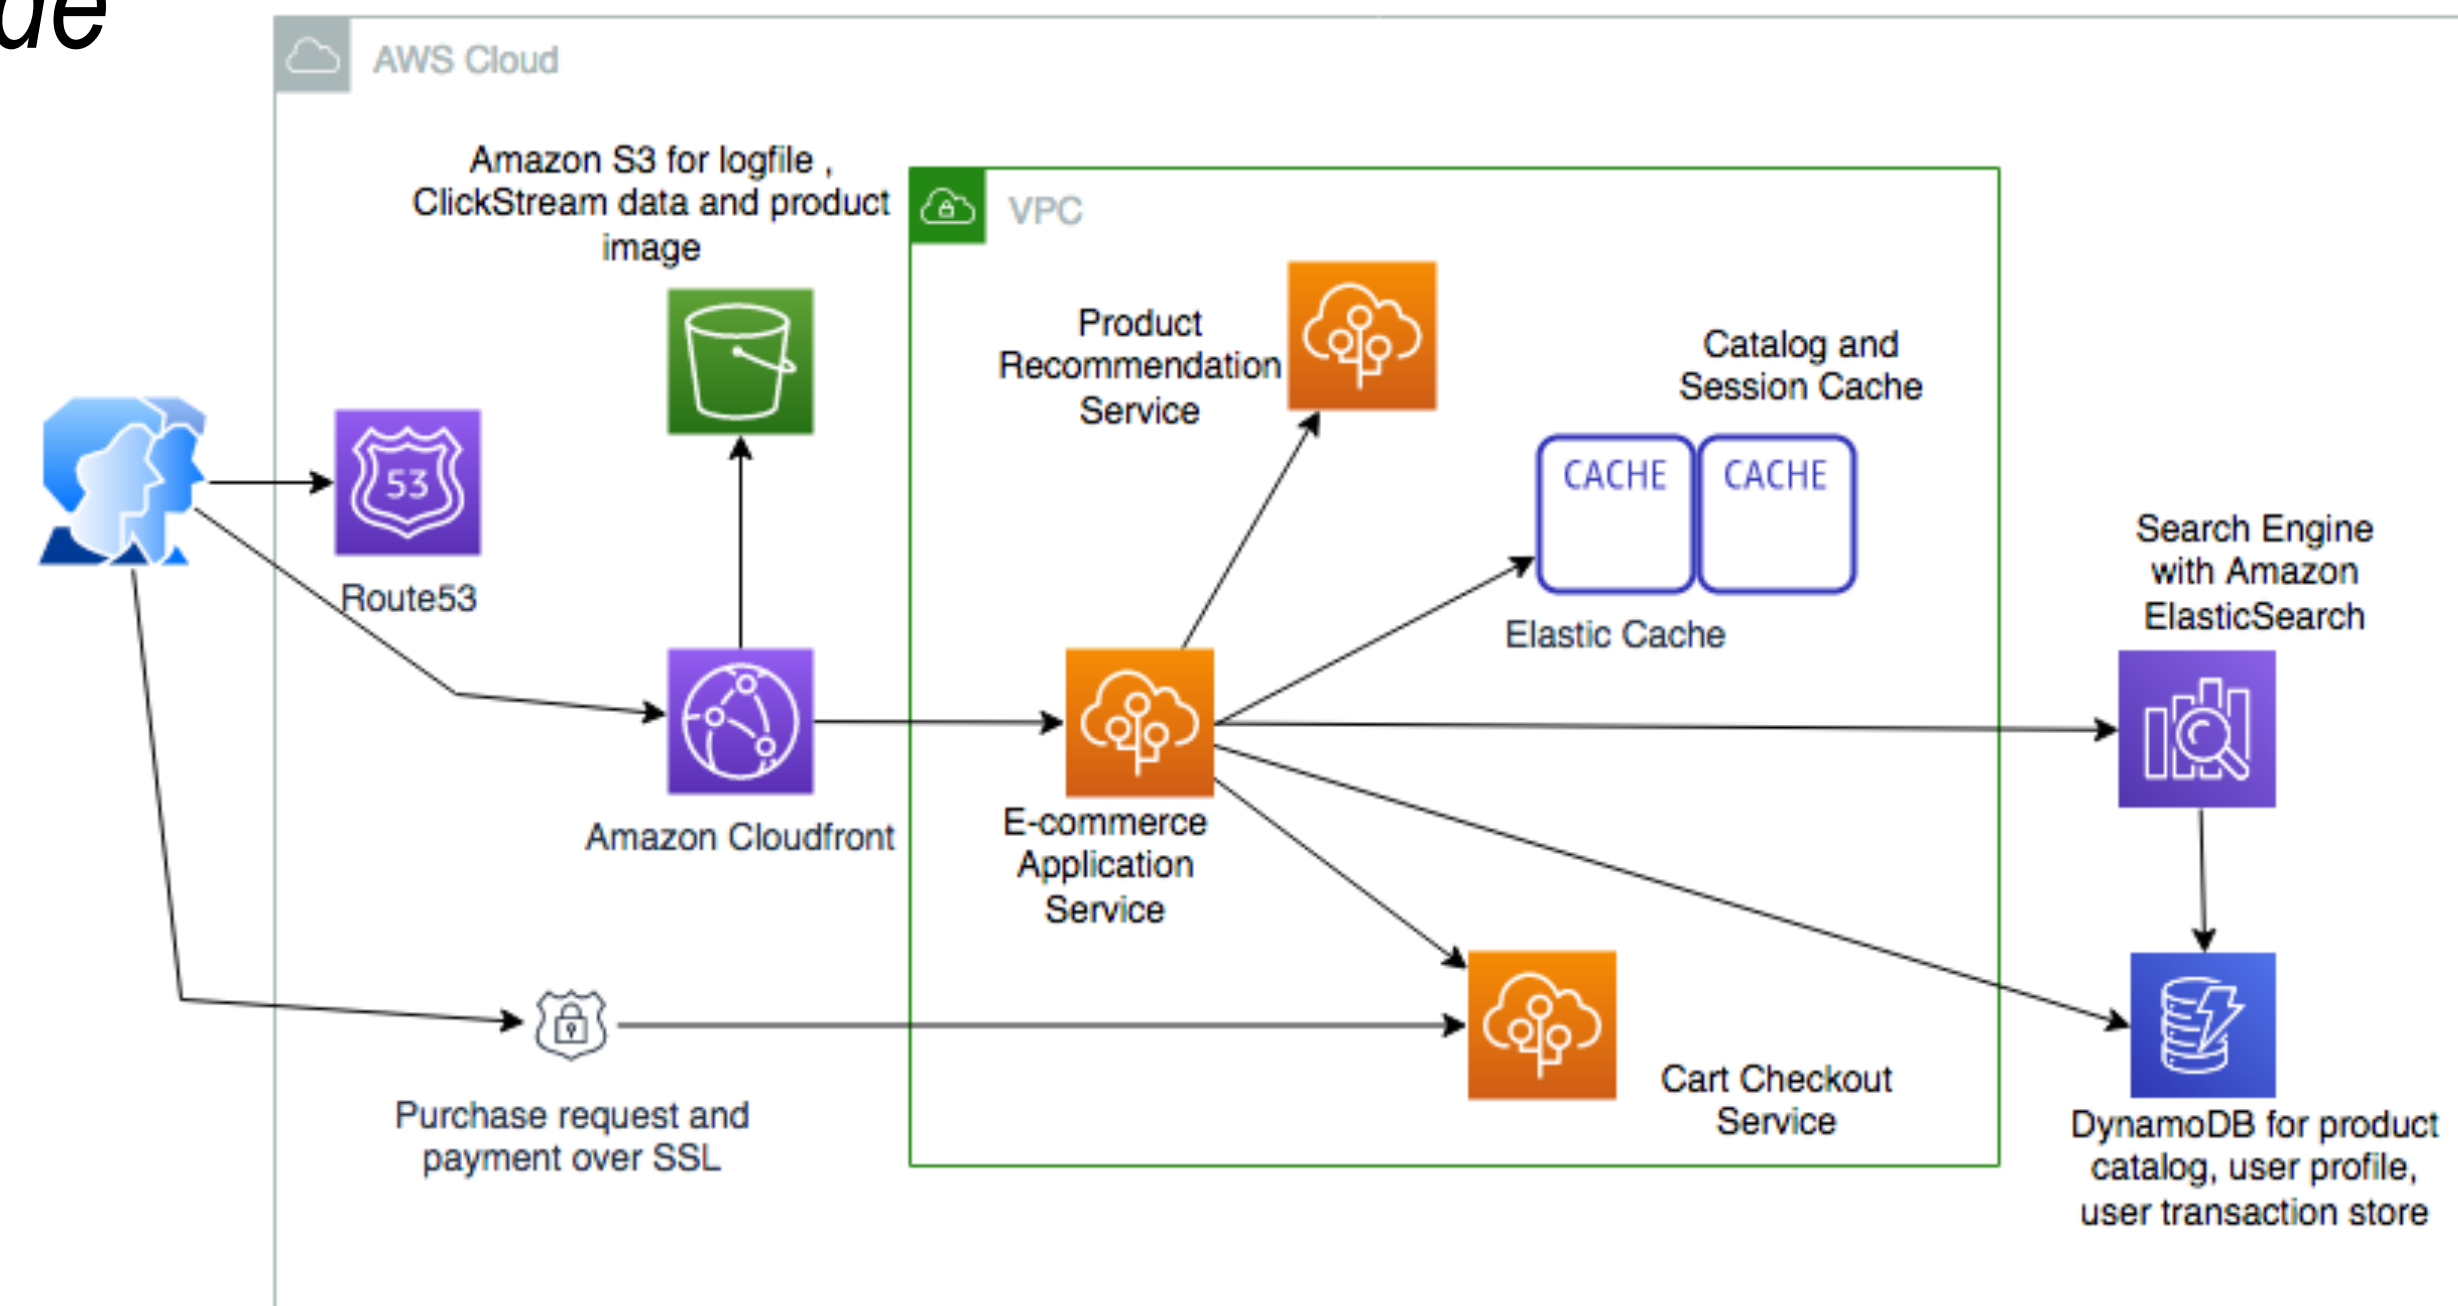 de
AWS Cloud
Amazon S3 for logfile ,
ClickStream data and product
image
VPC
Product
Recommendation
Service
Catalog and
Session Cache
CACHE
CACHE
Elastic Cache
53
Route53
Search Engine
with Amazon
ElasticSearch
Amazon Cloudfront
E-commerce
Application
Service
Purchase request and
payment over SSL
Cart Checkout
Service
DynamoDB for product
catalog, user profile,
user transaction store